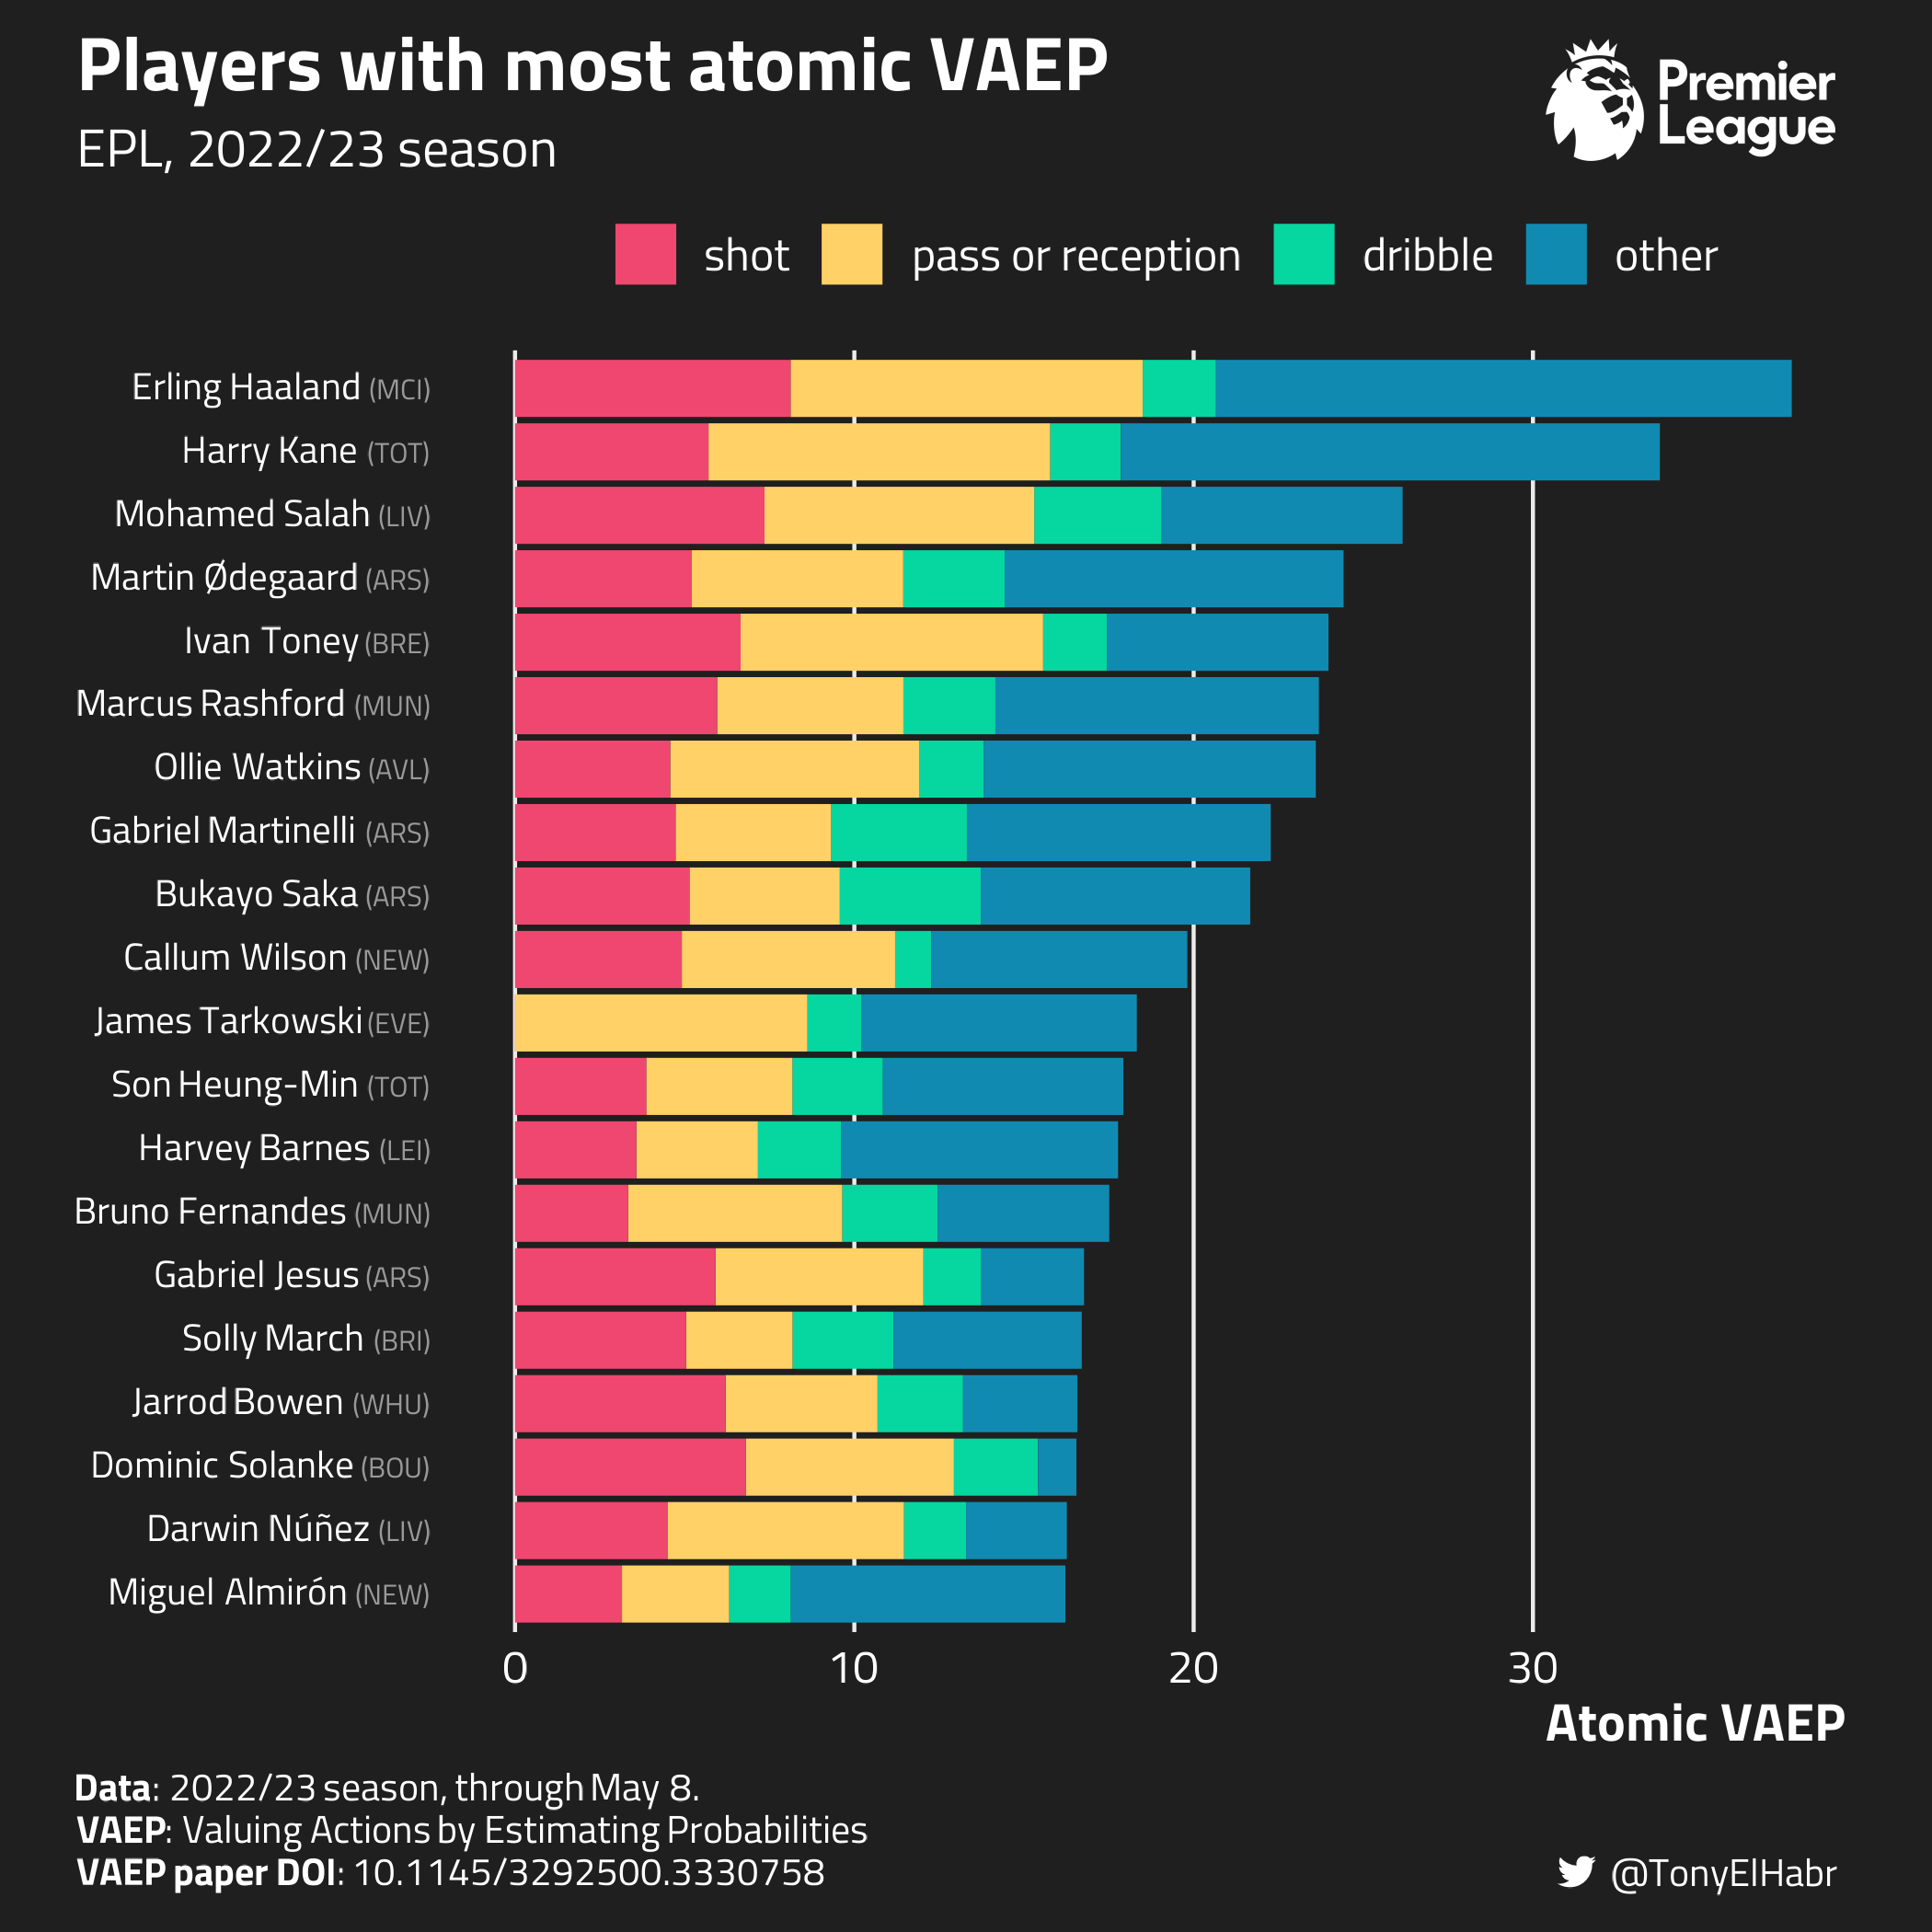 Players with most atomic VAEP
EPL, 2022/23 season
Premier
League
shot pass or reception dribble other
Erling Haaland (MCI)
Harry Kane (TOT)
Mohamed Salah (LIV)
Martin Ødegaard (ARS)
Ivan Toney (BRE)
Marcus Rashford (MUN)
Ollie Watkins (AVL)
Gabriel Martinelli (ARS)
Bukayo Saka (ARS)
Callum Wilson (NEW)
James Tarkowski (EVE)
Son Heung-Min (TOT)
Harvey Barnes (LEI)
Bruno Fernandes (MUN)
Gabriel Jesus (ARS)
Solly March (BRI)
Jarrod Bowen (WHU)
Dominic Solanke (BOU)
Darwin Núñez (LIV)
Miguel Almirón (NEW)
0 10 20 30
Atomic VAEP
Data: 2022/23 season, through May 8.
VAEP: Valuing Actions by Estimating Probabilities
VAEP paper DOI: 10.1145/3292500.3330758
@TonyElHabr